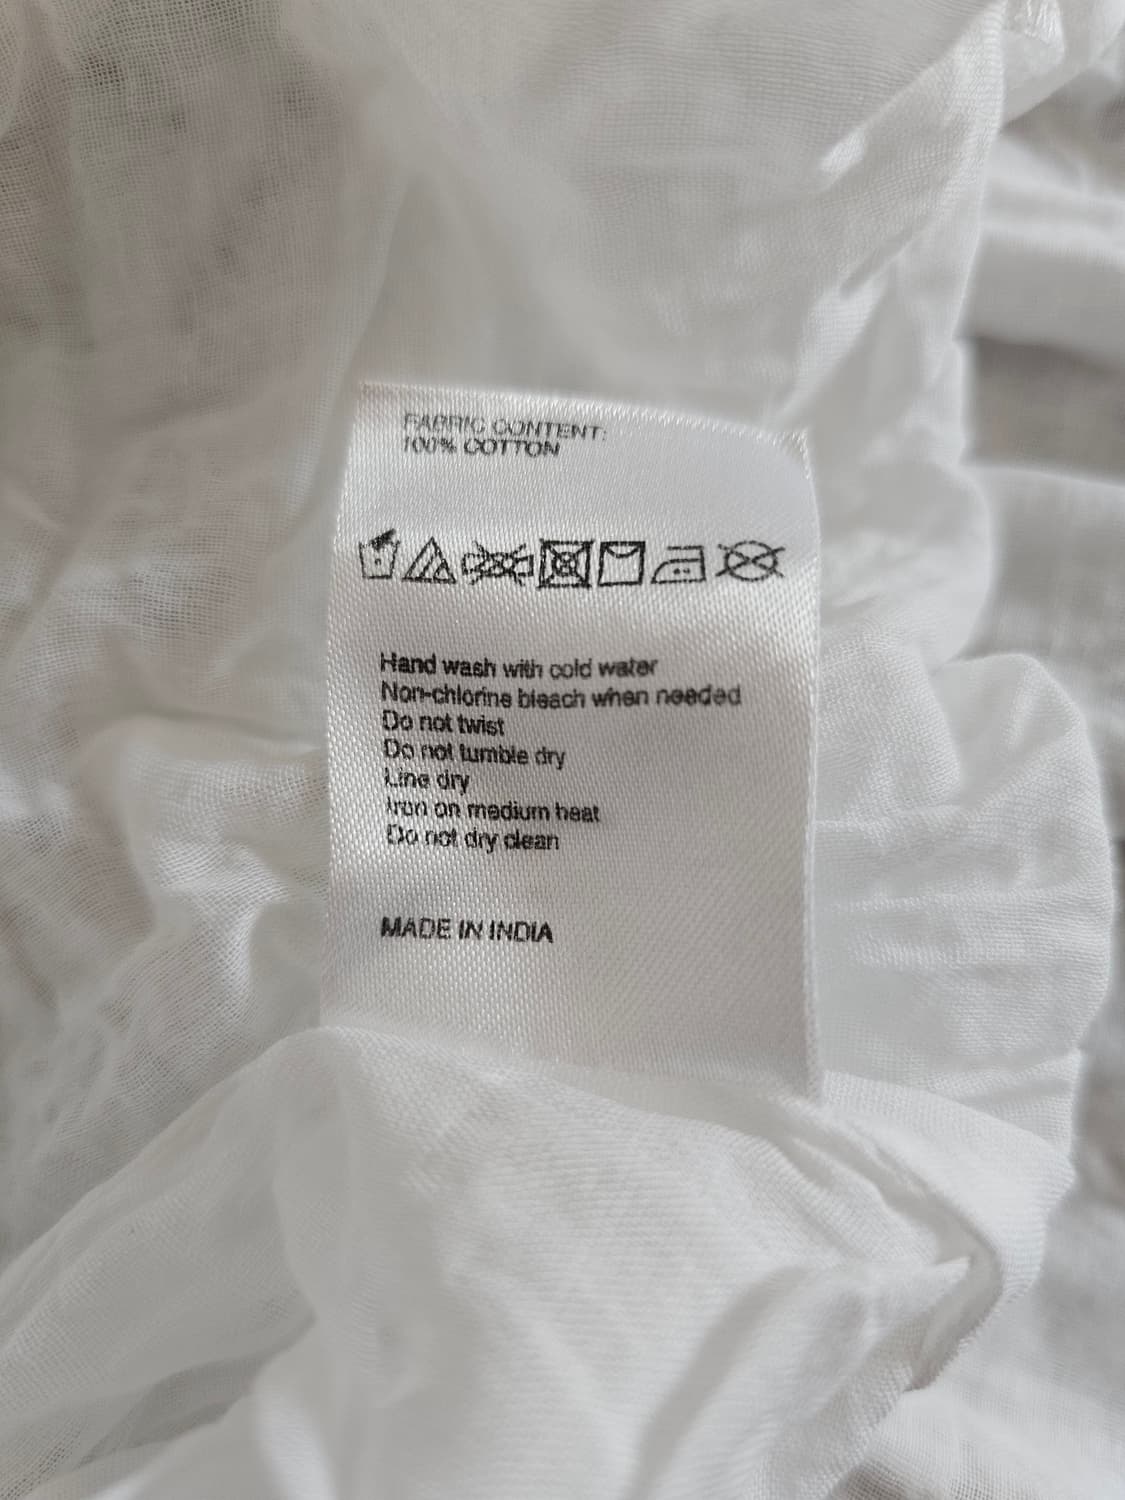 FABRIC CONTENT:
100% COTTON
Hand wash with cold water
Non-chlorine bleach when needed
Do not twist
Do not tumble dry
Line dry
Iron on medium heat
Do not dry clean
MADE IN INDIA